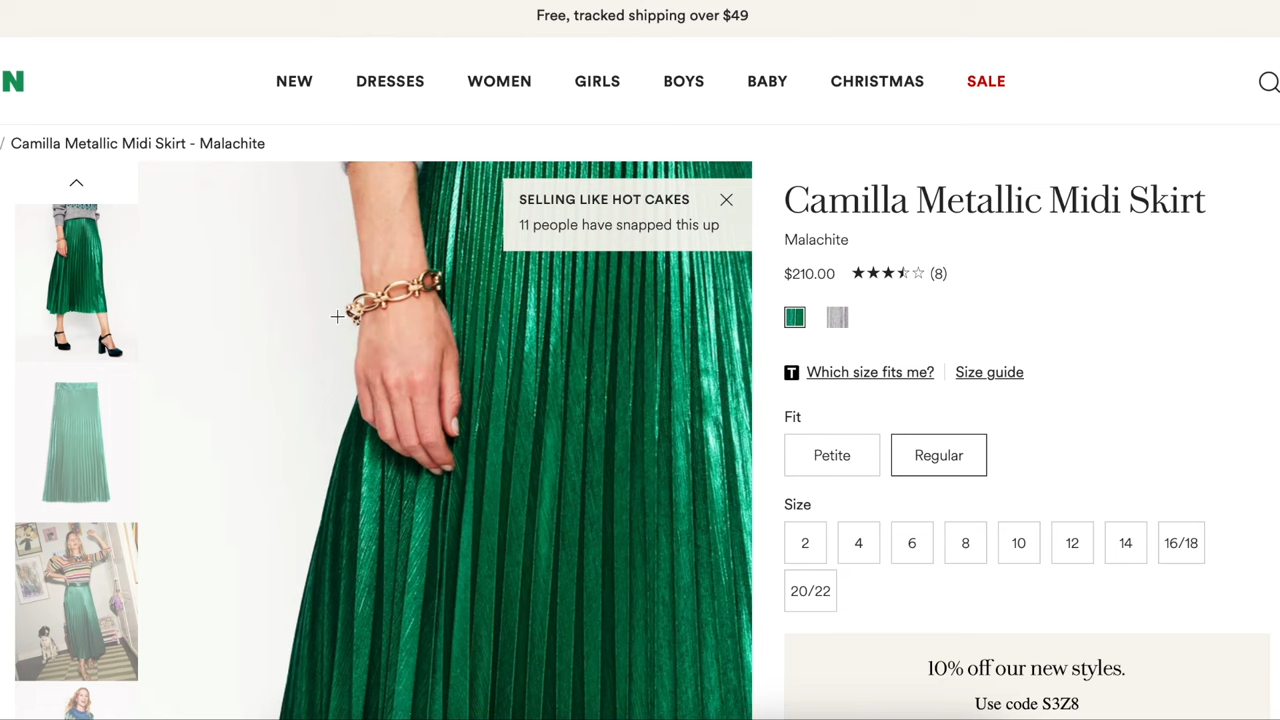 Free, tracked shipping over $49
N
NEW DRESSES WOMEN GIRLS BOYS BABY CHRISTMAS SALE
/ Camilla Metallic Midi Skirt - Malachite
SELLING LIKE HOT CAKES
11 people have snapped this up
Camilla Metallic Midi Skirt
Malachite
$210.00 (8)
T Which size fits me? Size guide
Fit
Petite Regular
Size
2 4 6 8 10 12 14 16/18
20/22
10% off our new styles.
Use code S3Z8